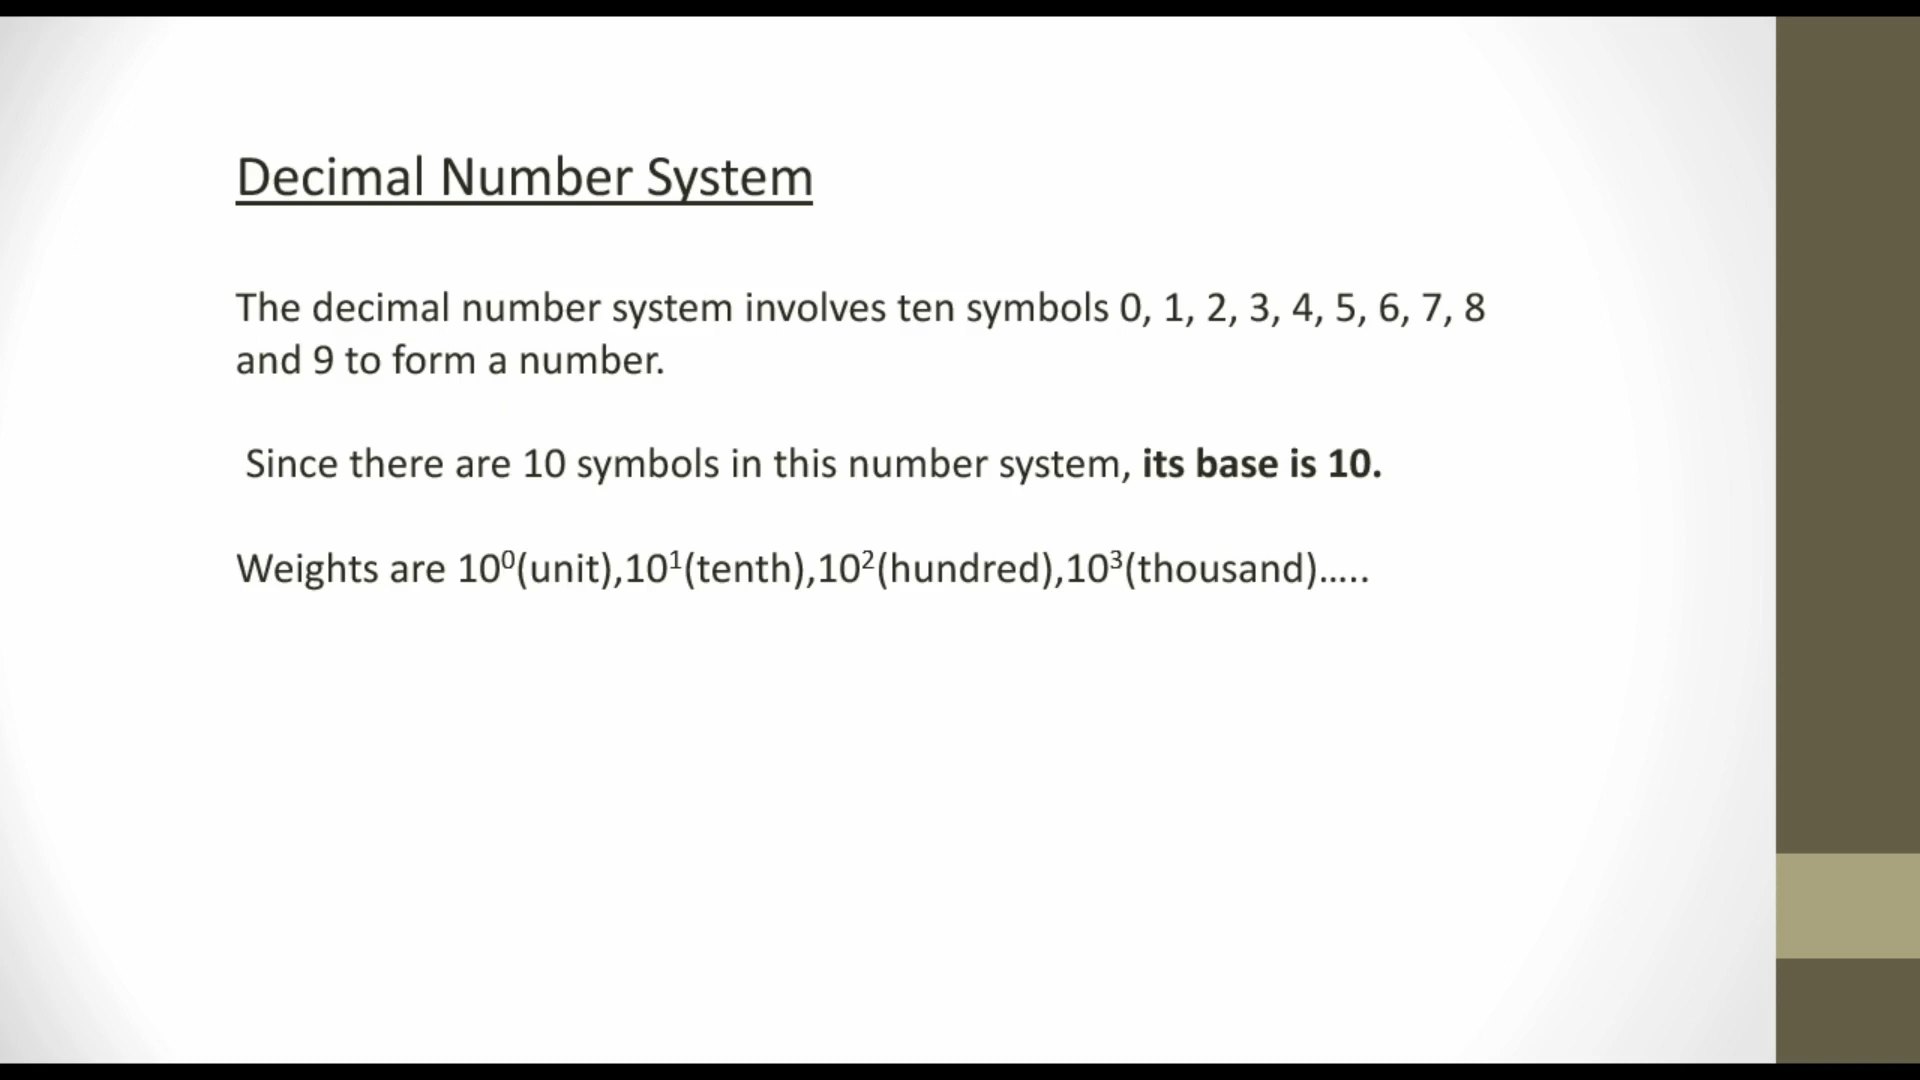 Decimal Number System
The decimal number system involves ten symbols 0, 1, 2, 3, 4, 5, 6, 7, 8
and 9 to form a number.
Since there are 10 symbols in this number system, its base is 10.
Weights are 10⁰(unit),10¹(tenth),10²(hundred),10³(thousand).....